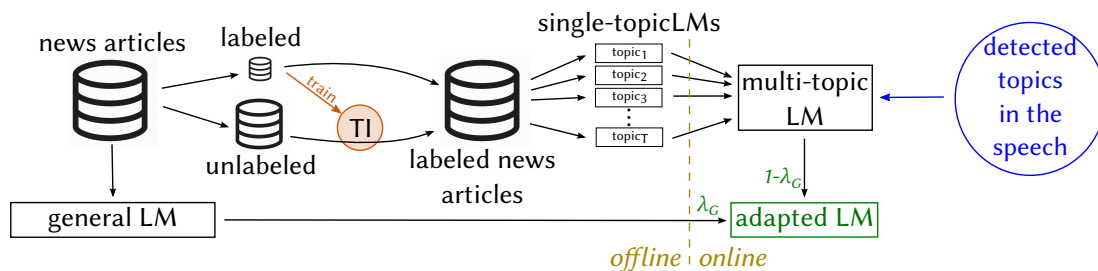 news articles
labeled
train
TI
unlabeled
labeled news
articles
single-topicLMs
topic1
topic2
topic3
topicT
multi-topic
LM
detected
topics
in the
speech
general LM
λG
1-λG
adapted LM
offline
online